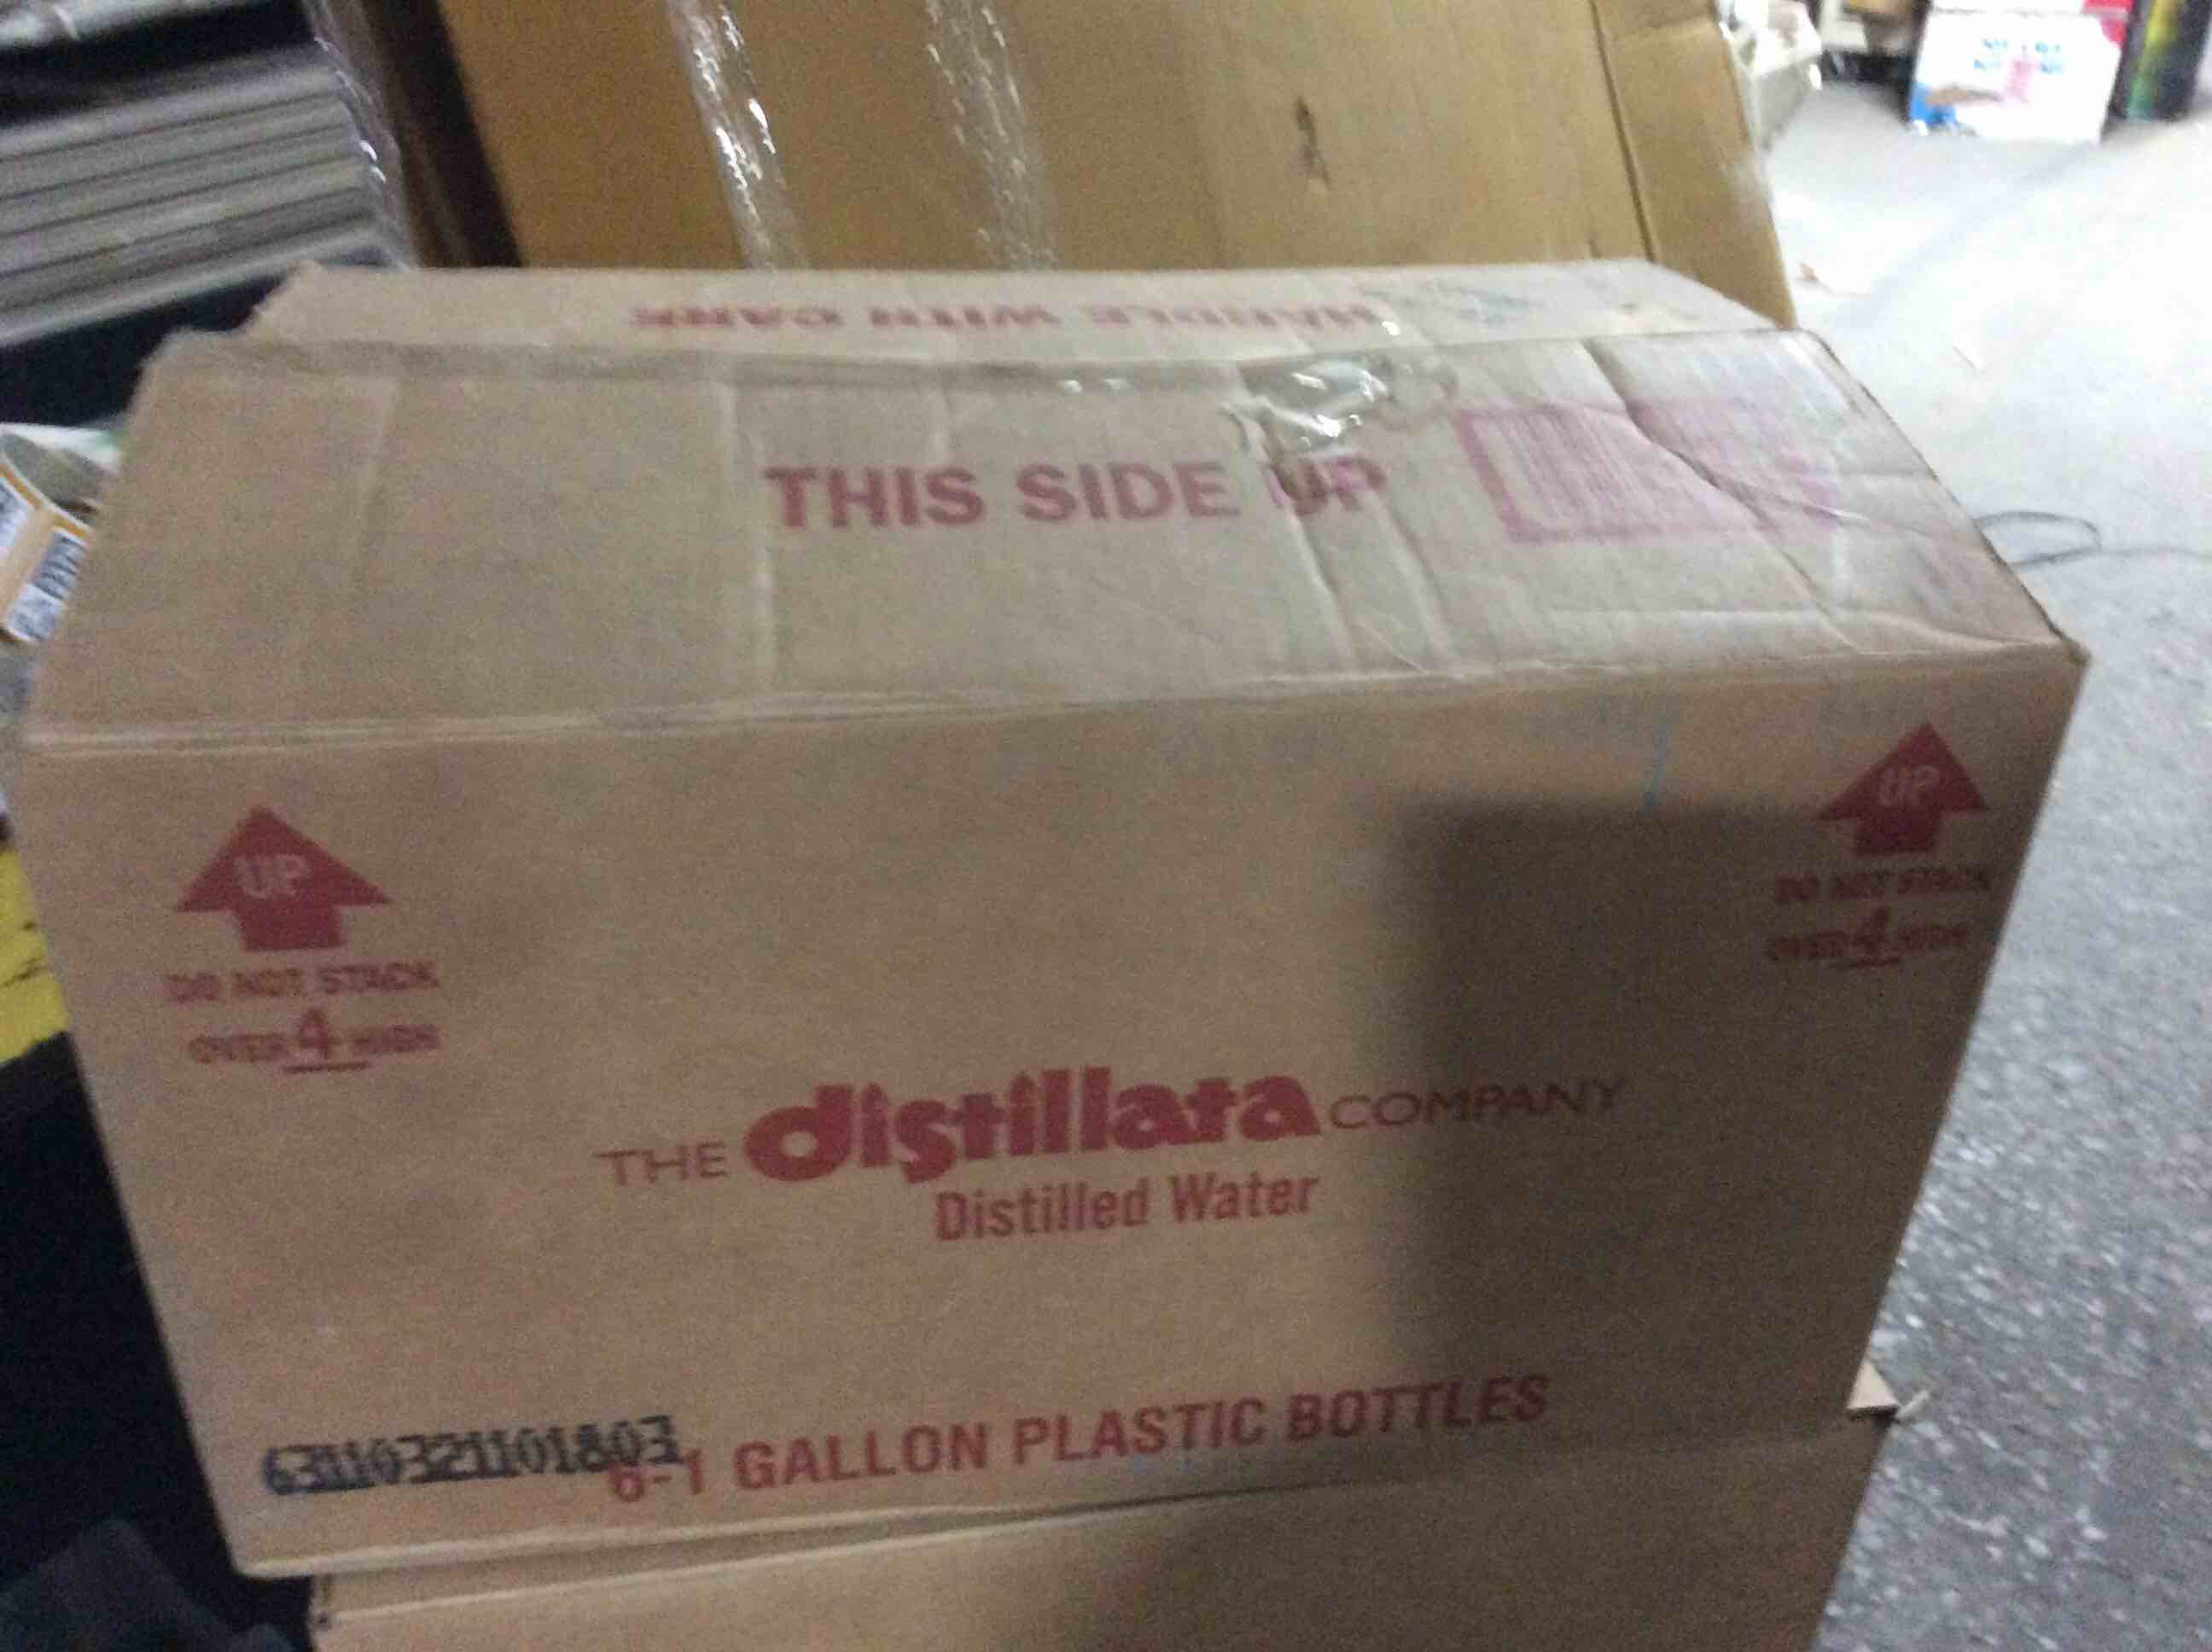 HANDLE WITH CARE
THIS SIDE UP
UP
DO NOT STACK
OVER 4 HIGH
UP
DO NOT STACK
OVER 4 HIGH
THE distillata COMPANY
Distilled Water
63110321101803
6-1 GALLON PLASTIC BOTTLES